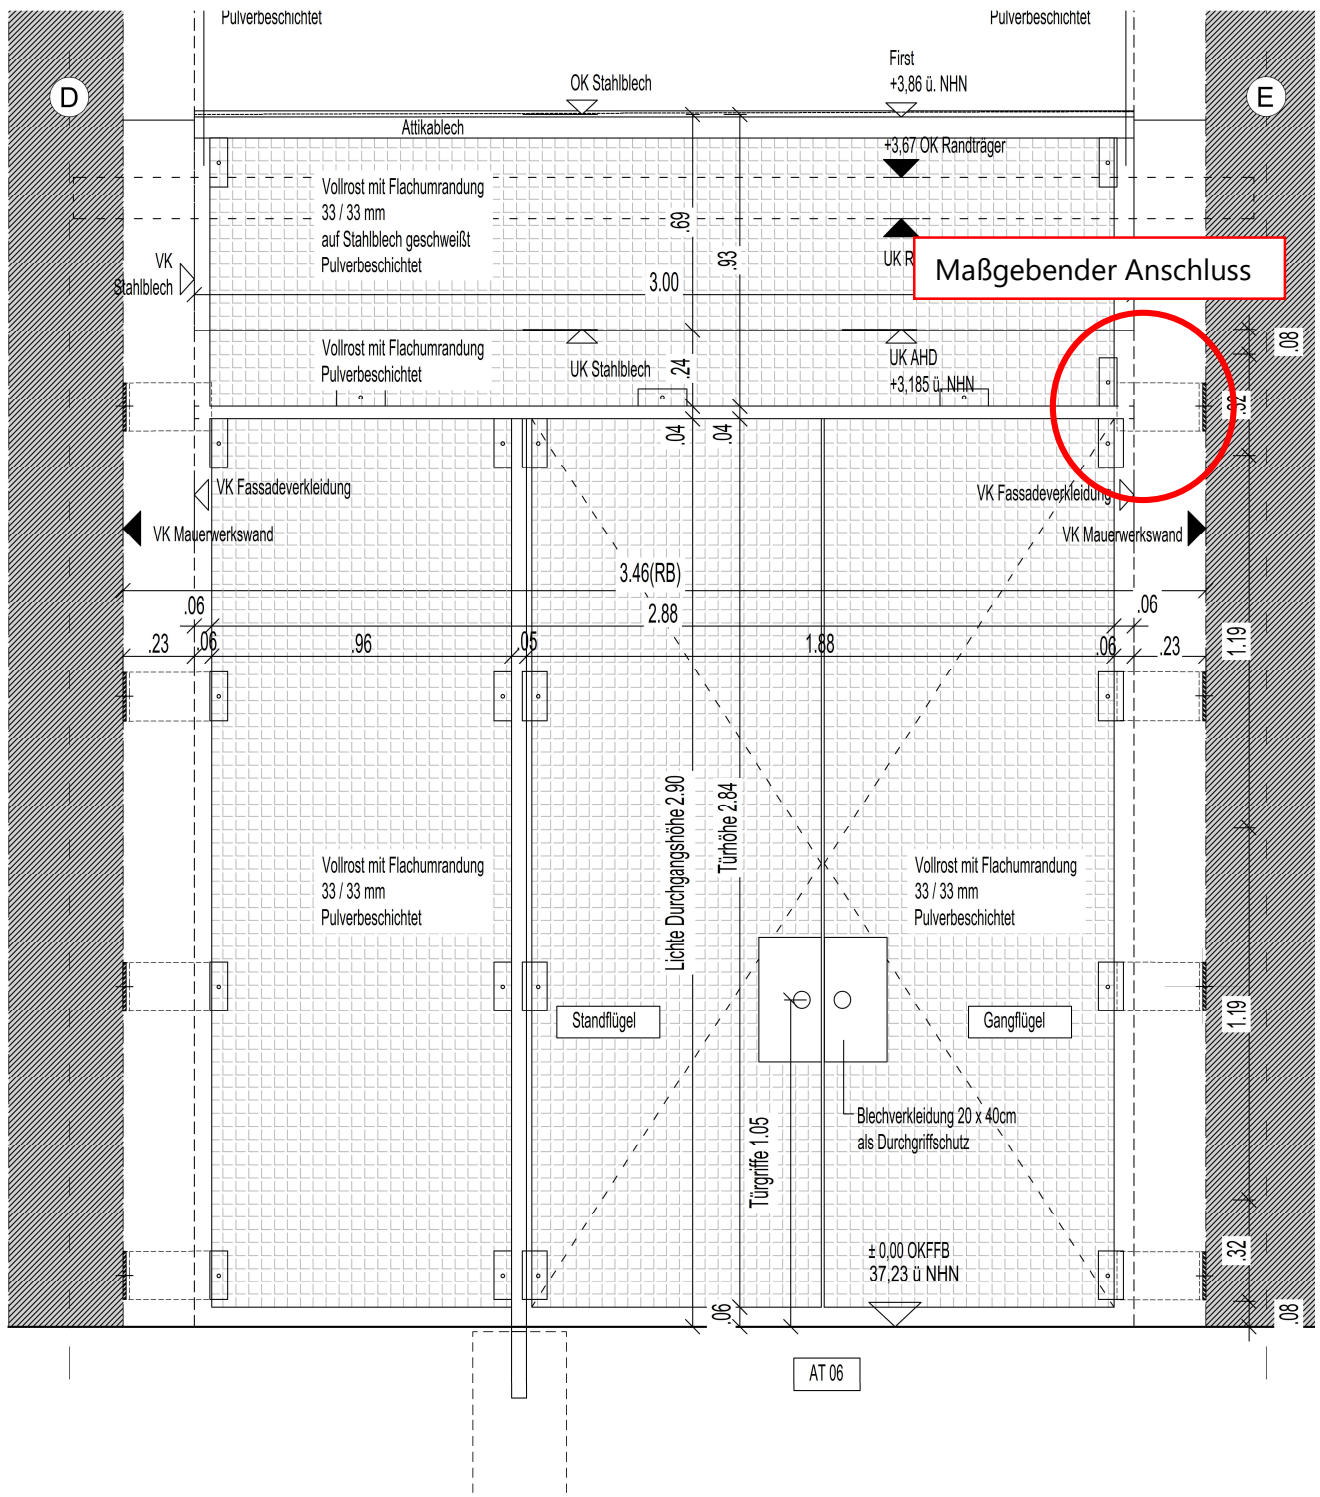 Pulverbeschichtet
Pulverbeschichtet
First
+3,86 ü. NHN
OK Stahlblech
D
E
Attikablech
+3,67 OK Randträger
Vollrost mit Flachumrandung
33 / 33 mm
auf Stahlblech geschweißt
Pulverbeschichtet
.69
.93
UK R
Maßgebender Anschluss
VK
Stahlblech
3.00
.08
Vollrost mit Flachumrandung
Pulverbeschichtet
UK Stahlblech
.24
UK AHD
+3,185 ü. NHN
.32
.04
.04
VK Fassadeverkleidung
VK Fassadeverkleidung
VK Mauerwerkswand
VK Mauerwerkswand
3.46(RB)
.06
2.88
.06
.23
.06
.96
.05
1.88
.06
.23
1.19
Lichte Durchgangshöhe 2.90
Türhöhe 2.84
Vollrost mit Flachumrandung
33 / 33 mm
Pulverbeschichtet
Vollrost mit Flachumrandung
33 / 33 mm
Pulverbeschichtet
Standflügel
Gangflügel
1.19
Blechverkleidung 20 x 40cm
als Durchgriffschutz
Türgriffe 1.05
± 0,00 OKFFB
37,23 ü NHN
.32
.06
.08
AT 06